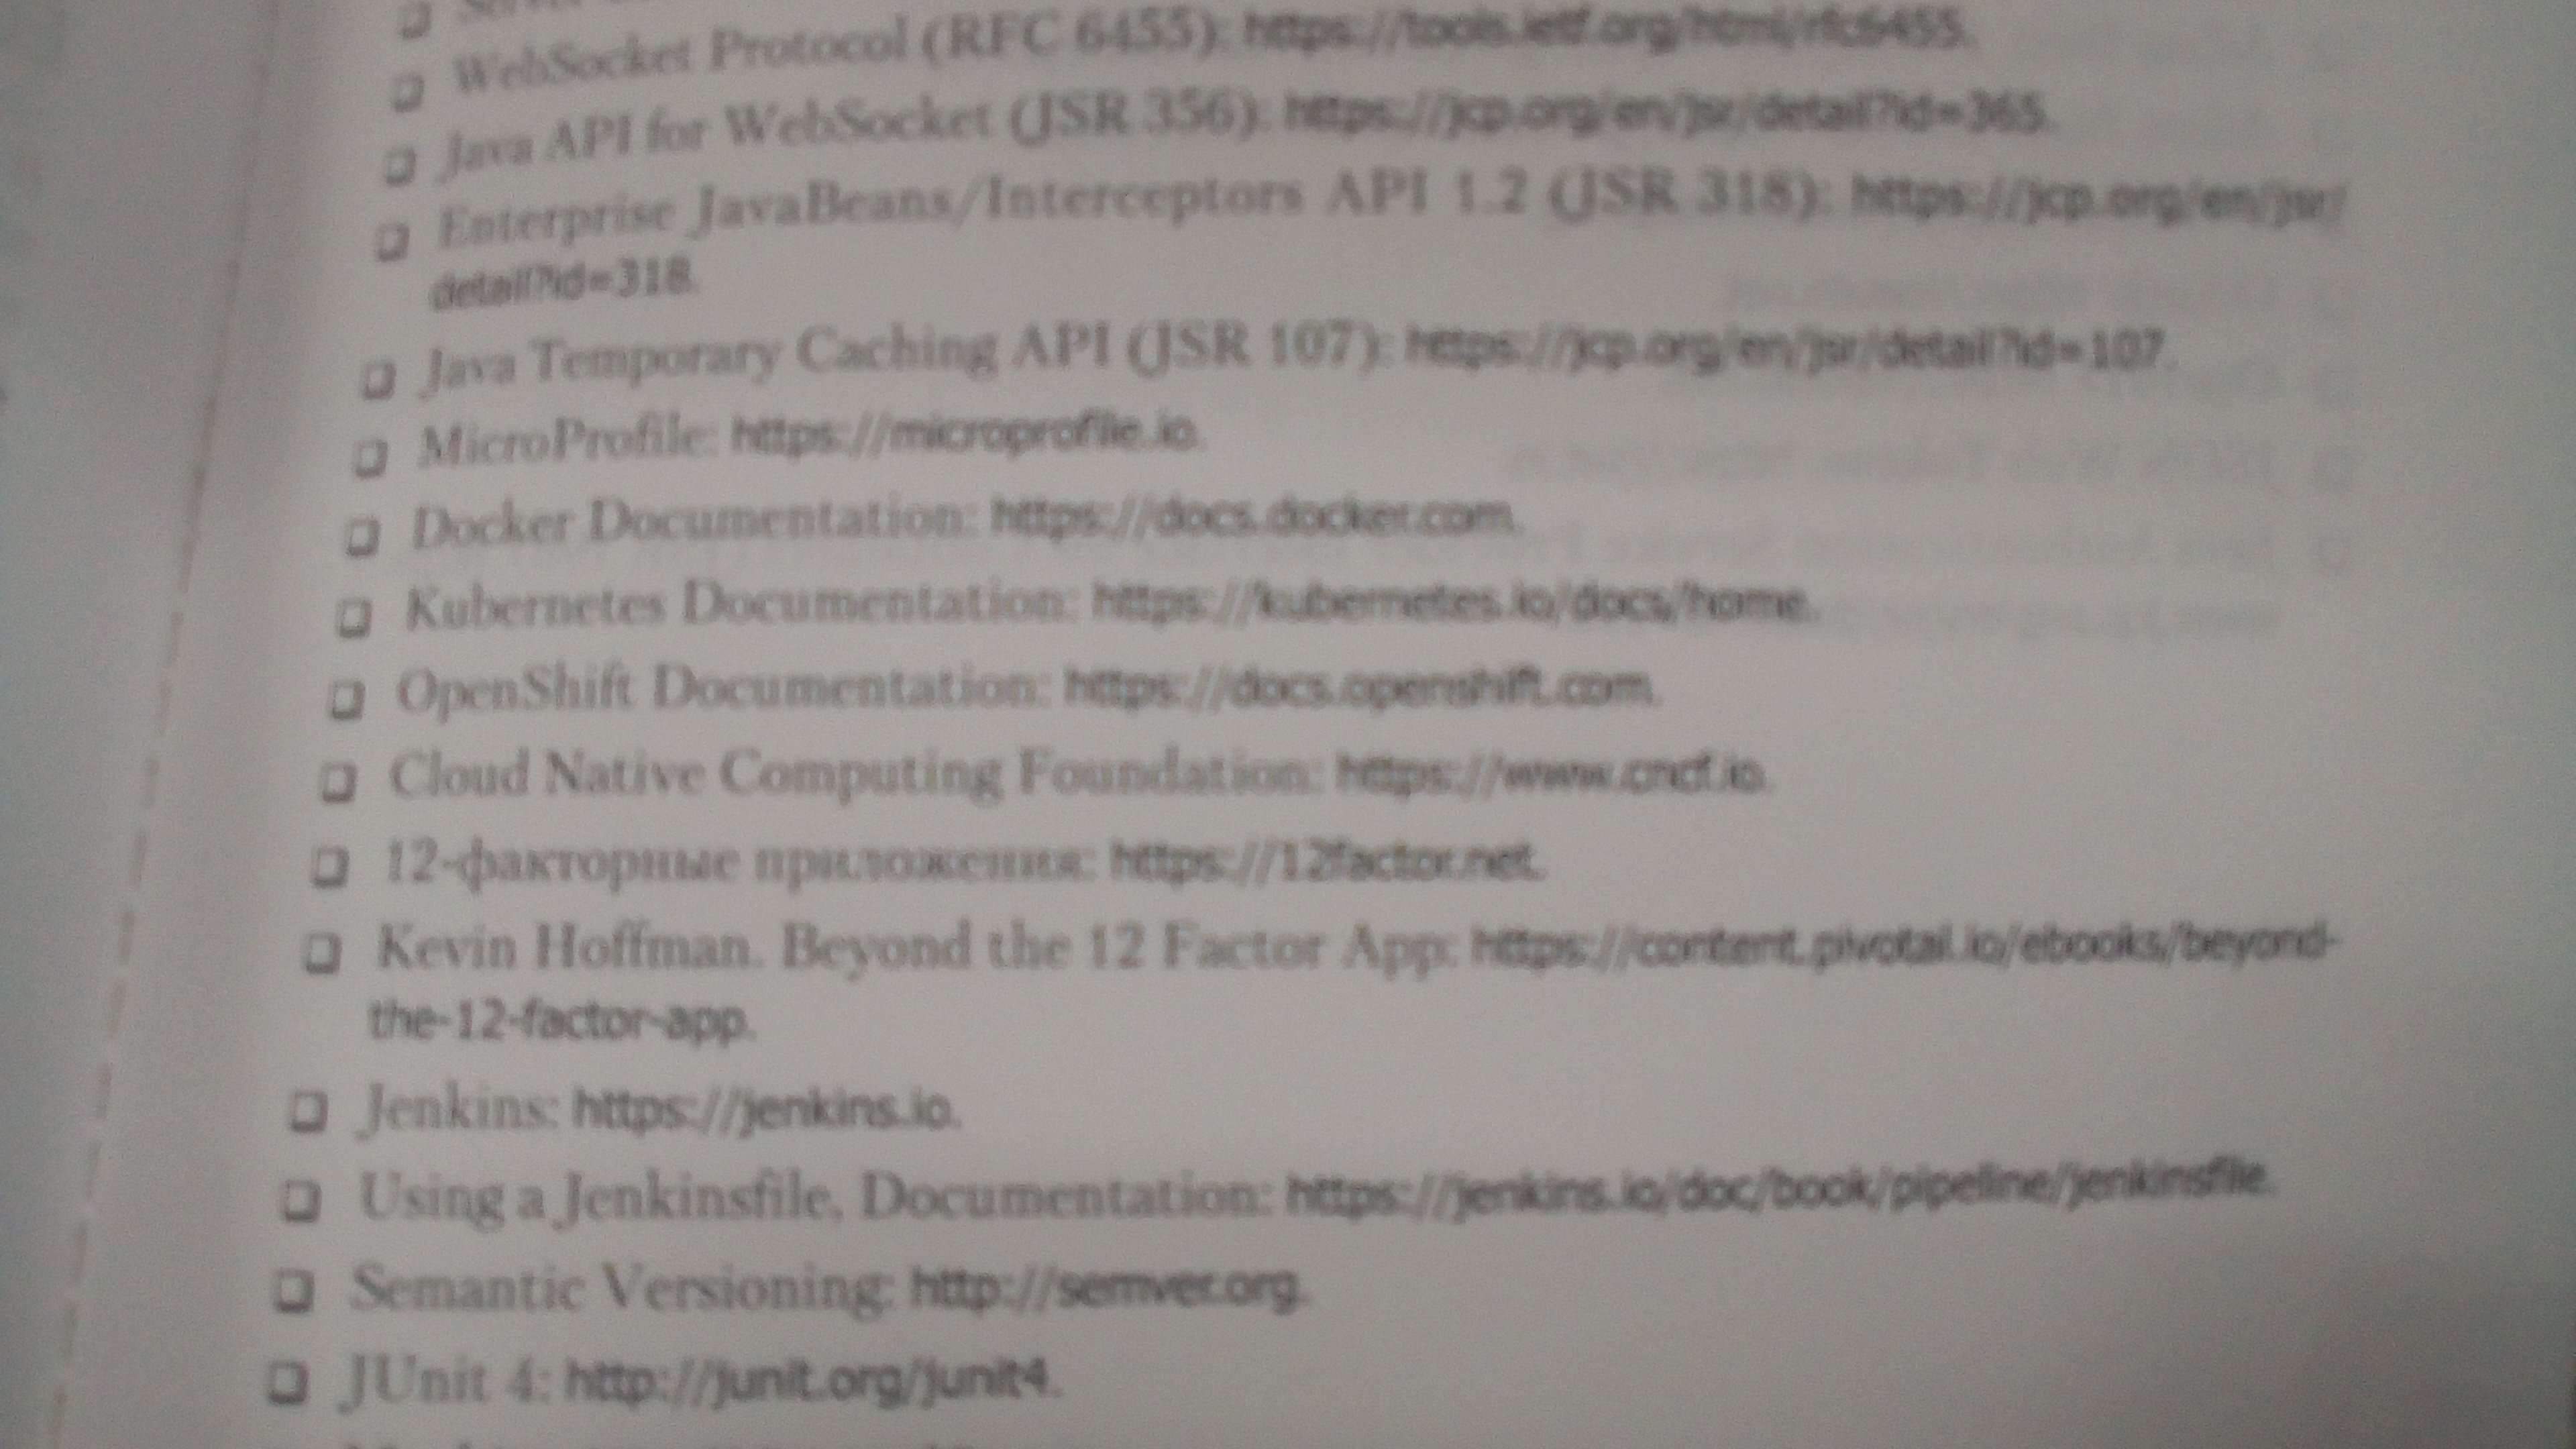 ❑ WebSocket Protocol (RFC 6455): https://tools.ietf.org/html/rfc6455.
❑ Java API for WebSocket (JSR 356): https://jcp.org/en/jsr/detail?id=365.
❑ Enterprise JavaBeans/Interceptors API 1.2 (JSR 318): https://jcp.org/en/jsr/
detail?id=318.
❑ Java Temporary Caching API (JSR 107): https://jcp.org/en/jsr/detail?id=107.
❑ MicroProfile: https://microprofile.io.
❑ Docker Documentation: https://docs.docker.com.
❑ Kubernetes Documentation: https://kubernetes.io/docs/home.
❑ OpenShift Documentation: https://docs.openshift.com.
❑ Cloud Native Computing Foundation: https://www.cncf.io.
❑ 12-факторные приложения: https://12factor.net.
❑ Kevin Hoffman. Beyond the 12 Factor App: https://content.pivotal.io/ebooks/beyond-
the-12-factor-app.
❑ Jenkins: https://jenkins.io.
❑ Using a Jenkinsfile, Documentation: https://jenkins.io/doc/book/pipeline/jenkinsfile.
❑ Semantic Versioning: http://semver.org.
❑ JUnit 4: http://junit.org/junit4.